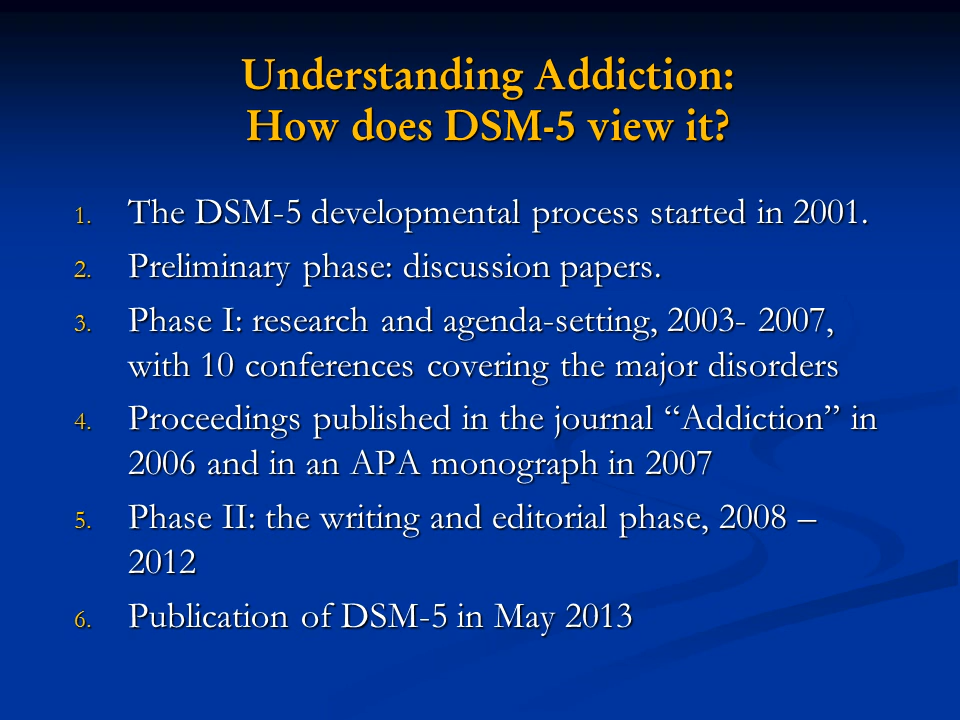 Understanding Addiction:
How does DSM-5 view it?
1. The DSM-5 developmental process started in 2001.
2. Preliminary phase: discussion papers.
3. Phase I: research and agenda-setting, 2003- 2007,
with 10 conferences covering the major disorders
4. Proceedings published in the journal “Addiction” in
2006 and in an APA monograph in 2007
5. Phase II: the writing and editorial phase, 2008 –
2012
6. Publication of DSM-5 in May 2013